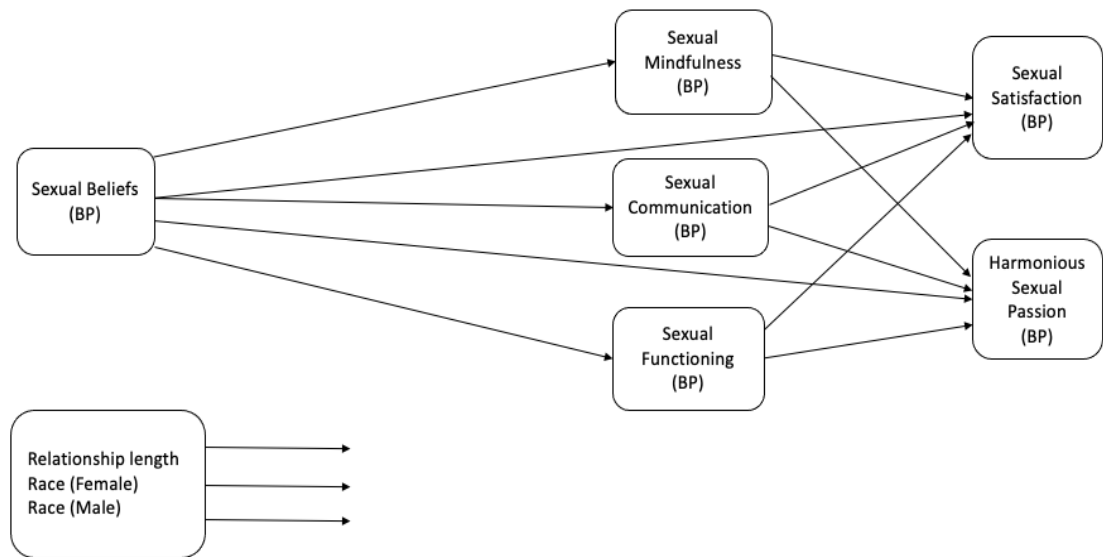 Sexual
Mindfulness
(BP)
Sexual
Satisfaction
(BP)
Sexual Beliefs
(BP)
Sexual
Communication
(BP)
Harmonious
Sexual
Passion
(BP)
Sexual
Functioning
(BP)
Relationship length
Race (Female)
Race (Male)